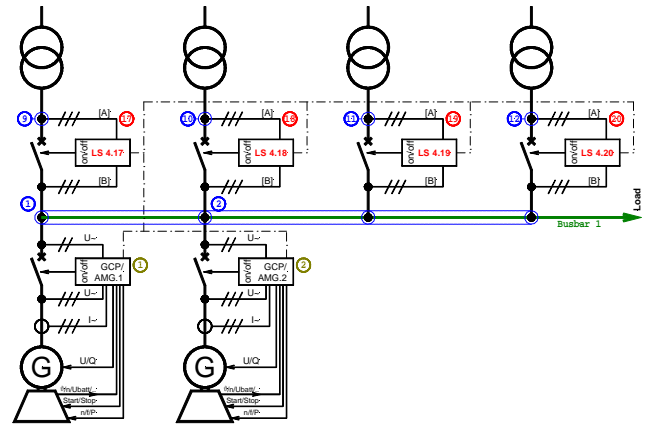 9 [A] 17
10 [A] 18
11 [A] 19
12 [A] 20
on/off LS 4.17
on/off LS 4.18
on/off LS 4.19
on/off LS 4.20
[B] [B] [B] [B]
1 2
Load
Busbar 1
U~ U~
on/off GCP/ AMG.1 1
on/off GCP/ AMG.2 2
U~ U~
I~ I~
G U/Q G U/Q
Start/Stop Start/Stop
n/f/P n/f/P